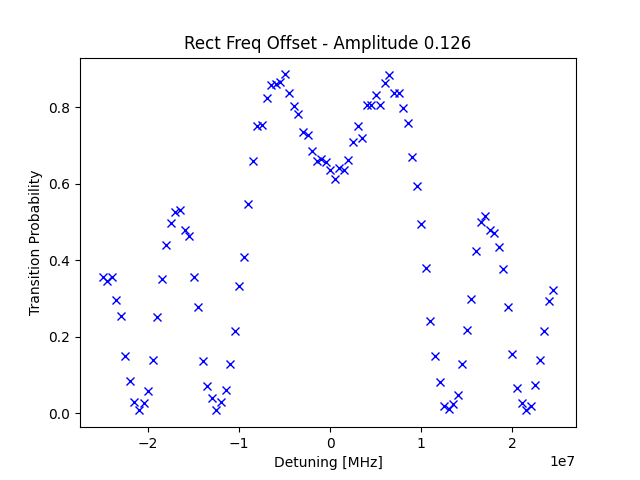 Rect Freq Offset - Amplitude 0.126
Transition Probability
0.8
0.6
0.4
0.2
0.0
−2
−1
0
1
2
1e7
Detuning [MHz]